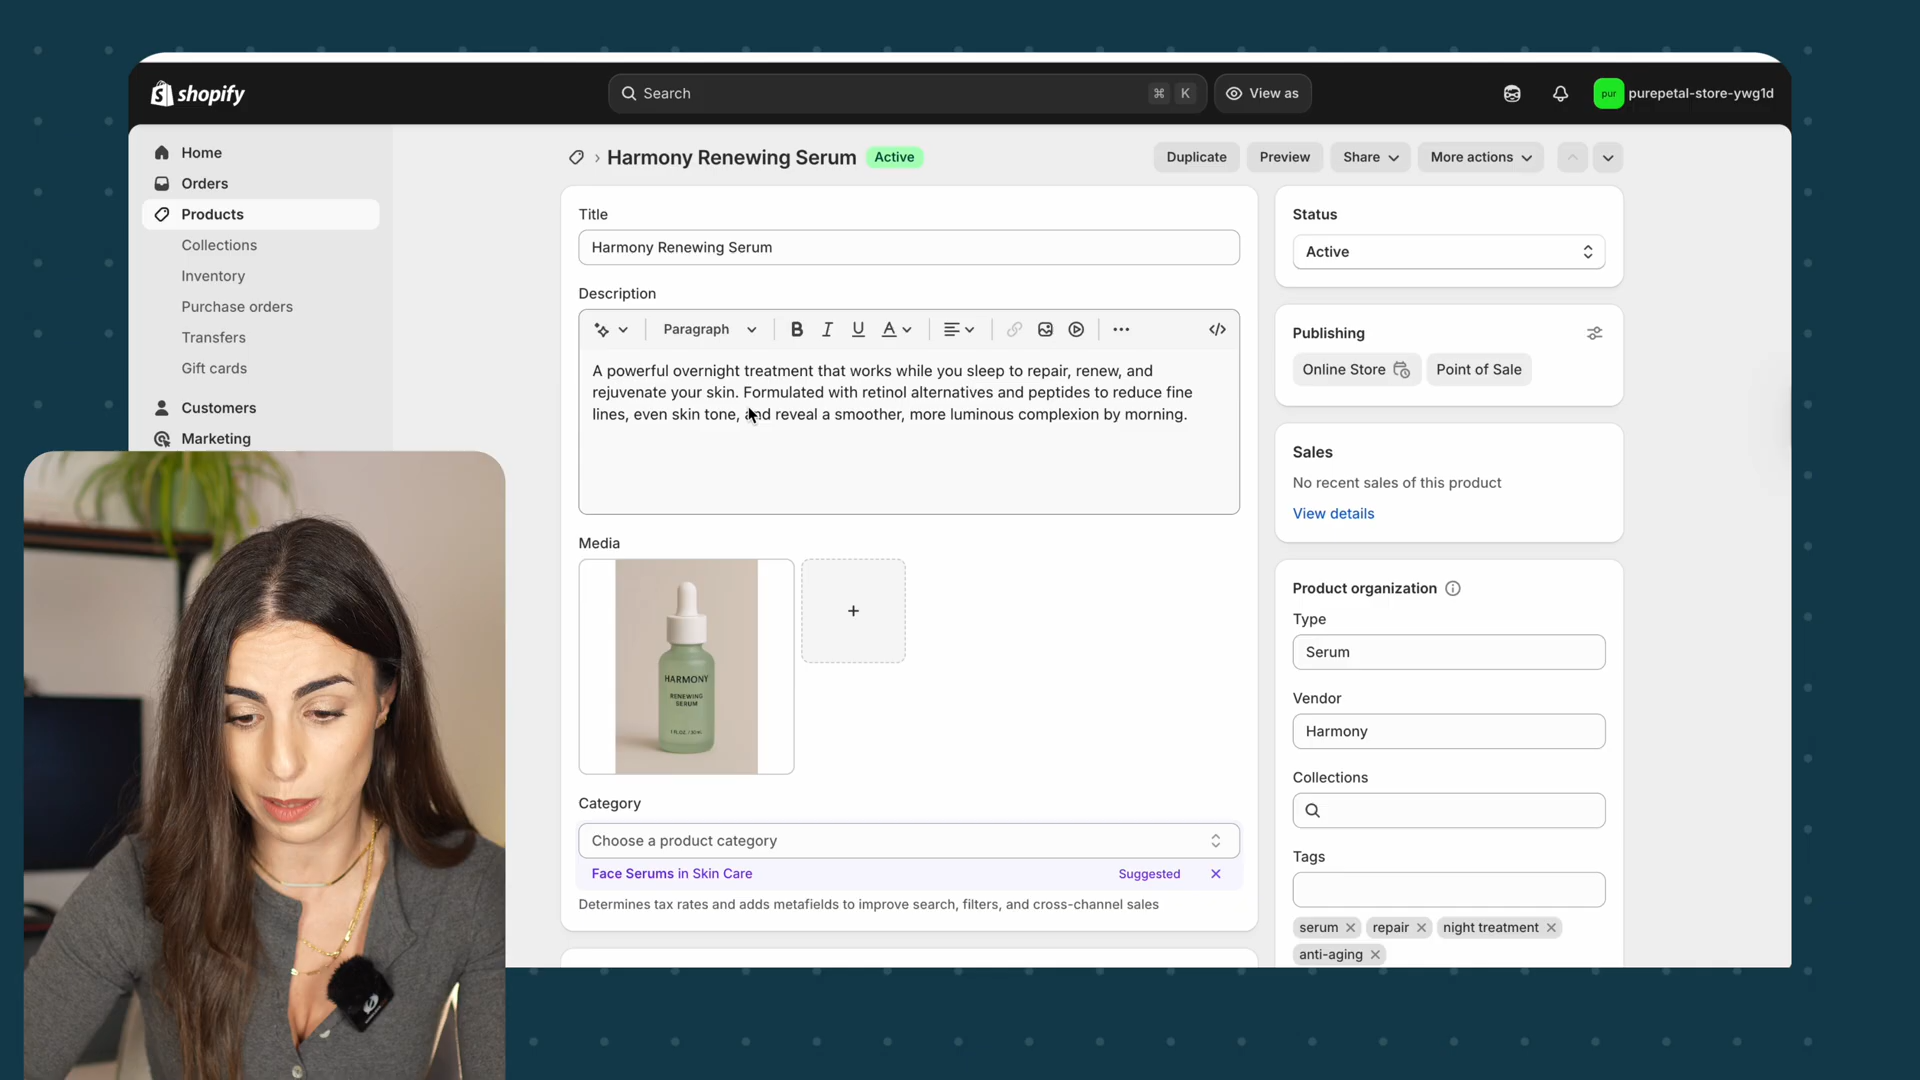 shopify
Search
⌘ K
View as
pur
purepetal-store-ywg1d
Home
Orders
Products
Collections
Inventory
Purchase orders
Transfers
Gift cards
Customers
Marketing
› Harmony Renewing Serum Active
Duplicate
Preview
Share
More actions
Title
Harmony Renewing Serum
Description
Paragraph
B I U A
A powerful overnight treatment that works while you sleep to repair, renew, and
rejuvenate your skin. Formulated with retinol alternatives and peptides to reduce fine
lines, even skin tone, and reveal a smoother, more luminous complexion by morning.
Media
HARMONY
RENEWING
SERUM
1 FL.OZ. / 30 mL
Category
Choose a product category
Face Serums in Skin Care
Suggested
Determines tax rates and adds metafields to improve search, filters, and cross-channel sales
Status
Active
Publishing
Online Store
Point of Sale
Sales
No recent sales of this product
View details
Product organization
Type
Serum
Vendor
Harmony
Collections
Tags
serum
repair
night treatment
anti-aging